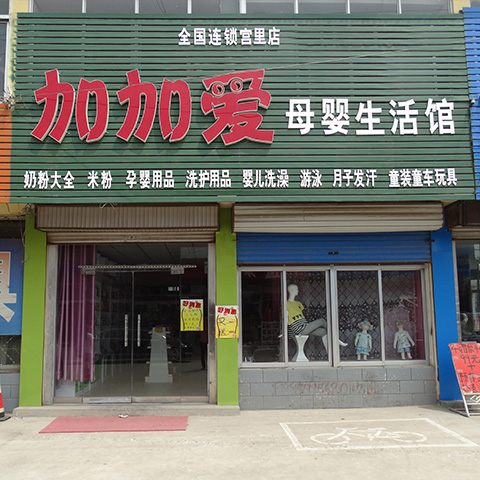 全国连锁宫里店
加加爱 母婴生活馆
奶粉大全 米粉 孕婴用品 洗护用品 婴儿洗澡 游泳 月子发汗 童装童车玩具